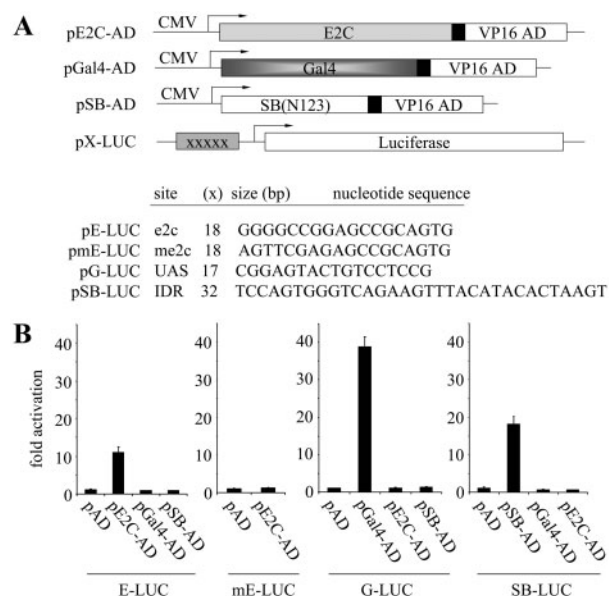 A
pE2C-AD CMV E2C VP16 AD
pGal4-AD CMV Gal4 VP16 AD
pSB-AD CMV SB(N123) VP16 AD
pX-LUC xxxxx Luciferase
site (x) size (bp) nucleotide sequence
pE-LUC e2c 18 GGGGCCGGAGCCGCAGTG
pmE-LUC me2c 18 AGTTCGAGAGCCGCAGTG
pG-LUC UAS 17 CGGAGTACTGTCCTCCG
pSB-LUC IDR 32 TCCAGTGGGTCAGAAGTTTACATACACTAAGT
B
fold activation
40 40 40 40
30 30 30 30
20 20 20 20
10 10 10 10
0 0 0 0
pAD pE2C-AD pGal4-AD pSB-AD pAD pE2C-AD pAD pGal4-AD pE2C-AD pSB-AD pAD pSB-AD pGal4-AD pE2C-AD
E-LUC mE-LUC G-LUC SB-LUC